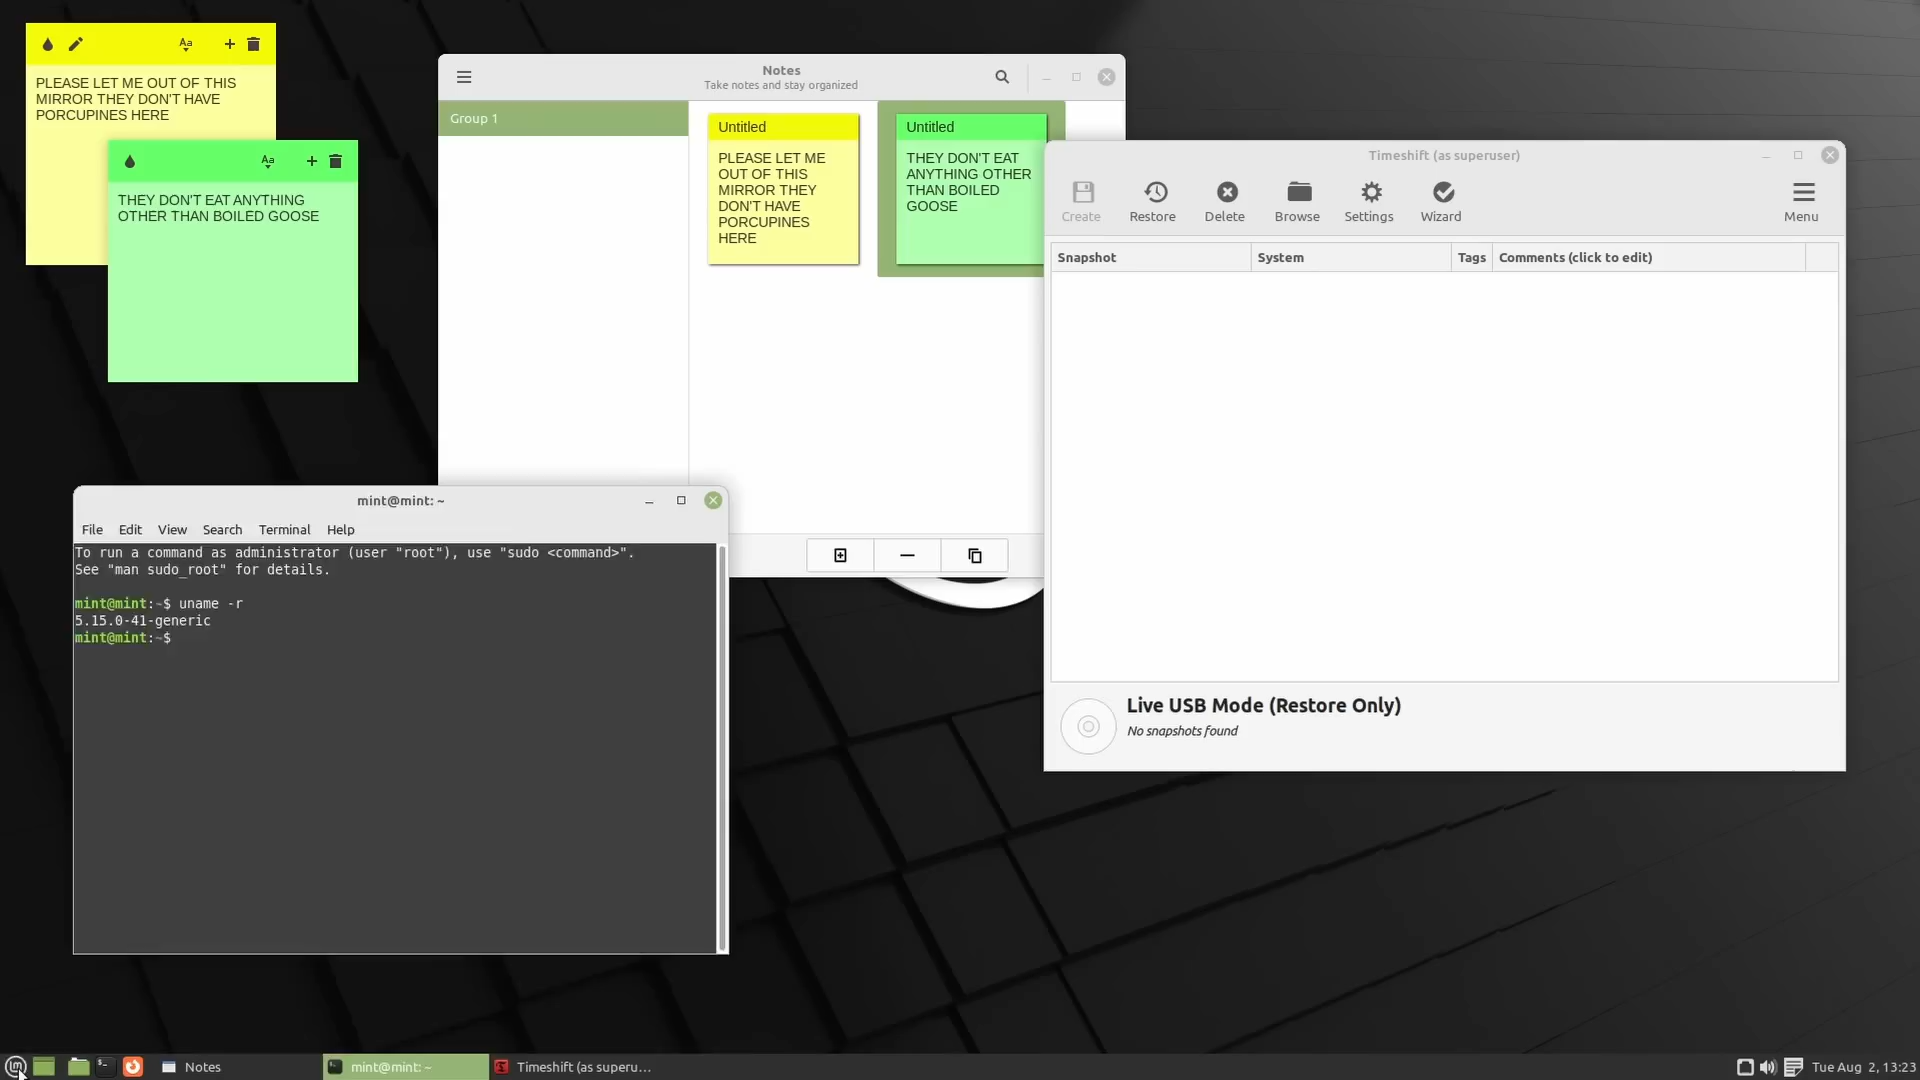 PLEASE LET ME OUT OF THIS
MIRROR THEY DON'T HAVE
PORCUPINES HERE
Aa
THEY DON'T EAT ANYTHING
OTHER THAN BOILED GOOSE
Aa
Notes
Take notes and stay organized
Group 1
Untitled
PLEASE LET ME
OUT OF THIS
MIRROR THEY
DON'T HAVE
PORCUPINES
HERE
Untitled
THEY DON'T EAT
ANYTHING OTHER
THAN BOILED
GOOSE
Timeshift (as superuser)
Create Restore Delete Browse Settings Wizard Menu
Snapshot System Tags Comments (click to edit)
Live USB Mode (Restore Only)
No snapshots found
mint@mint: ~
File Edit View Search Terminal Help
To run a command as administrator (user "root"), use "sudo <command>".
See "man sudo_root" for details.
mint@mint:~$ uname -r
5.15.0-41-generic
mint@mint:~$
Notes mint@mint: ~ Timeshift (as superu... Tue Aug 2, 13:23